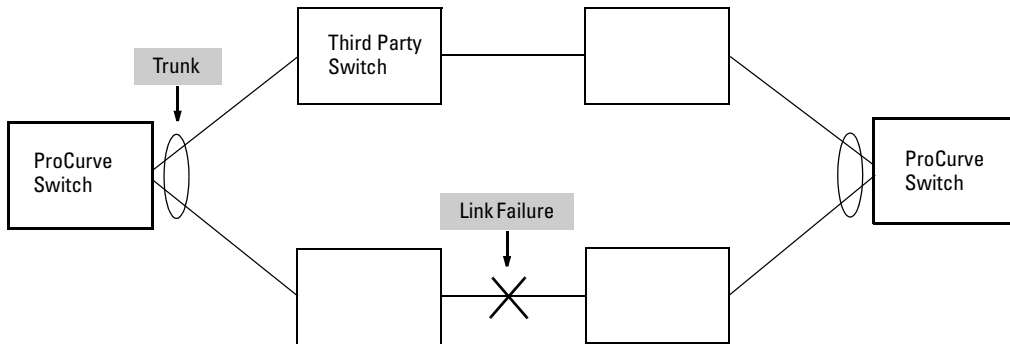 Third Party
Switch
Trunk
ProCurve
Switch
ProCurve
Switch
Link Failure